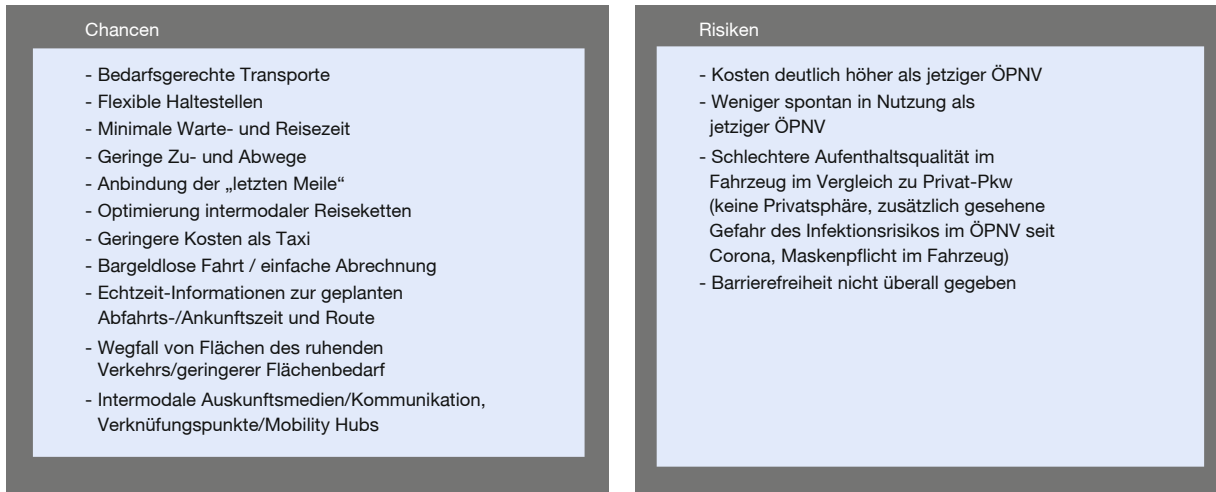 Chancen
- Bedarfsgerechte Transporte
- Flexible Haltestellen
- Minimale Warte- und Reisezeit
- Geringe Zu- und Abwege
- Anbindung der „letzten Meile“
- Optimierung intermodaler Reiseketten
- Geringere Kosten als Taxi
- Bargeldlose Fahrt / einfache Abrechnung
- Echtzeit-Informationen zur geplanten
Abfahrts-/Ankunftszeit und Route
- Wegfall von Flächen des ruhenden
Verkehrs/geringerer Flächenbedarf
- Intermodale Auskunftsmedien/Kommunikation,
Verknüfungspunkte/Mobility Hubs
Risiken
- Kosten deutlich höher als jetziger ÖPNV
- Weniger spontan in Nutzung als
jetziger ÖPNV
- Schlechtere Aufenthaltsqualität im
Fahrzeug im Vergleich zu Privat-Pkw
(keine Privatsphäre, zusätzlich gesehene
Gefahr des Infektionsrisikos im ÖPNV seit
Corona, Maskenpflicht im Fahrzeug)
- Barrierefreiheit nicht überall gegeben